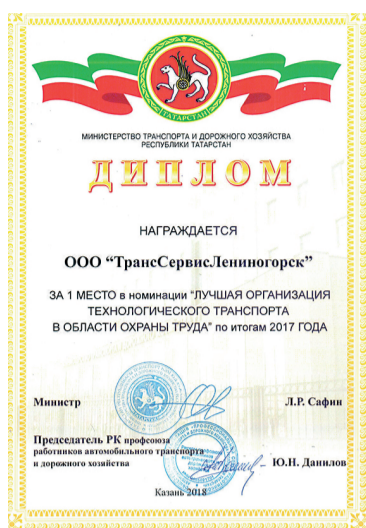 ТАТАРСТАН
МИНИСТЕРСТВО ТРАНСПОРТА И ДОРОЖНОГО ХОЗЯЙСТВА
РЕСПУБЛИКИ ТАТАРСТАН
ДИПЛОМ
НАГРАЖДАЕТСЯ
ООО “ТрансСервисЛениногорск”
ЗА 1 МЕСТО в номинации “ЛУЧШАЯ ОРГАНИЗАЦИЯ
ТЕХНОЛОГИЧЕСКОГО ТРАНСПОРТА
В ОБЛАСТИ ОХРАНЫ ТРУДА” по итогам 2017 ГОДА
Министр Л.Р. Сафин
Председатель РК профсоюза
работников автомобильного транспорта
и дорожного хозяйства Ю.Н. Данилов
Казань 2018